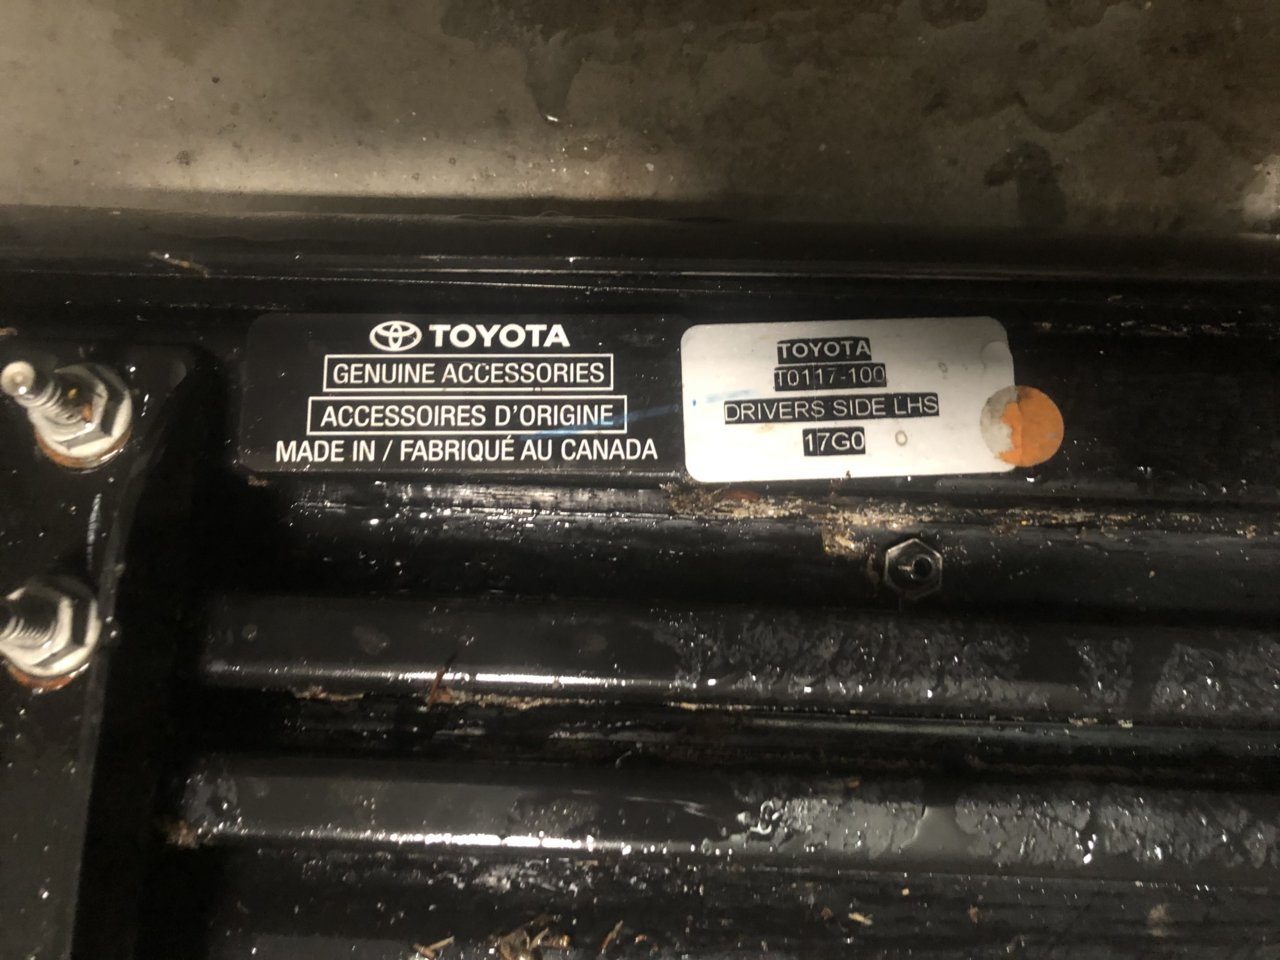 TOYOTA
GENUINE ACCESSORIES
ACCESSOIRES D'ORIGINE
MADE IN / FABRIQUÉ AU CANADA
TOYOTA
T0117-100
DRIVERS SIDE LHS
17G0